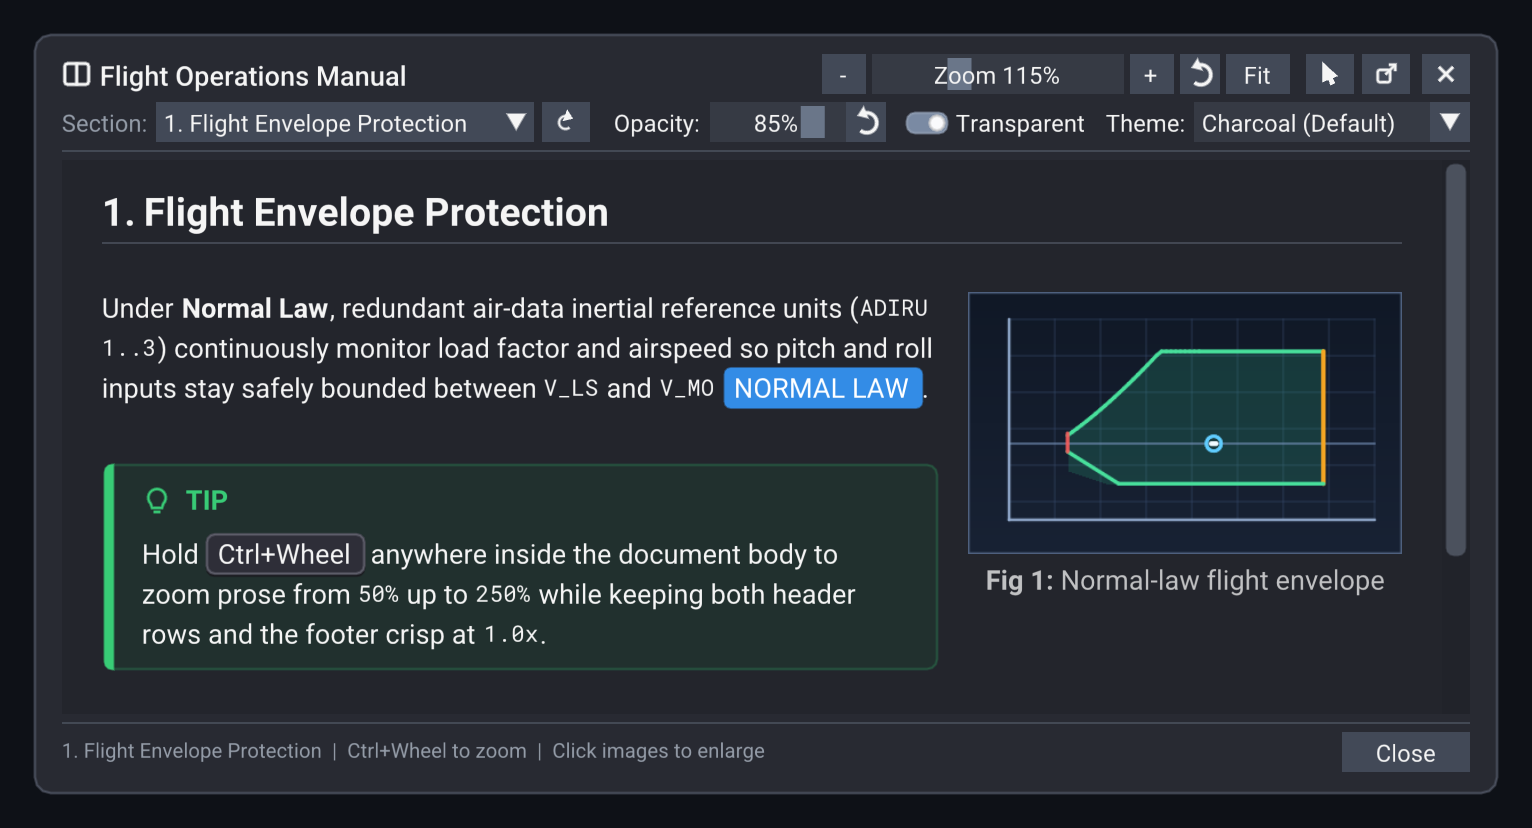 Flight Operations Manual
- Zoom 115% + Fit
Section: 1. Flight Envelope Protection Opacity: 85% Transparent Theme: Charcoal (Default)
1. Flight Envelope Protection
Under Normal Law, redundant air-data inertial reference units (ADIRU
1..3) continuously monitor load factor and airspeed so pitch and roll
inputs stay safely bounded between V_LS and V_MO NORMAL LAW.
TIP
Hold Ctrl+Wheel anywhere inside the document body to
zoom prose from 50% up to 250% while keeping both header
rows and the footer crisp at 1.0x.
Fig 1: Normal-law flight envelope
1. Flight Envelope Protection | Ctrl+Wheel to zoom | Click images to enlarge
Close